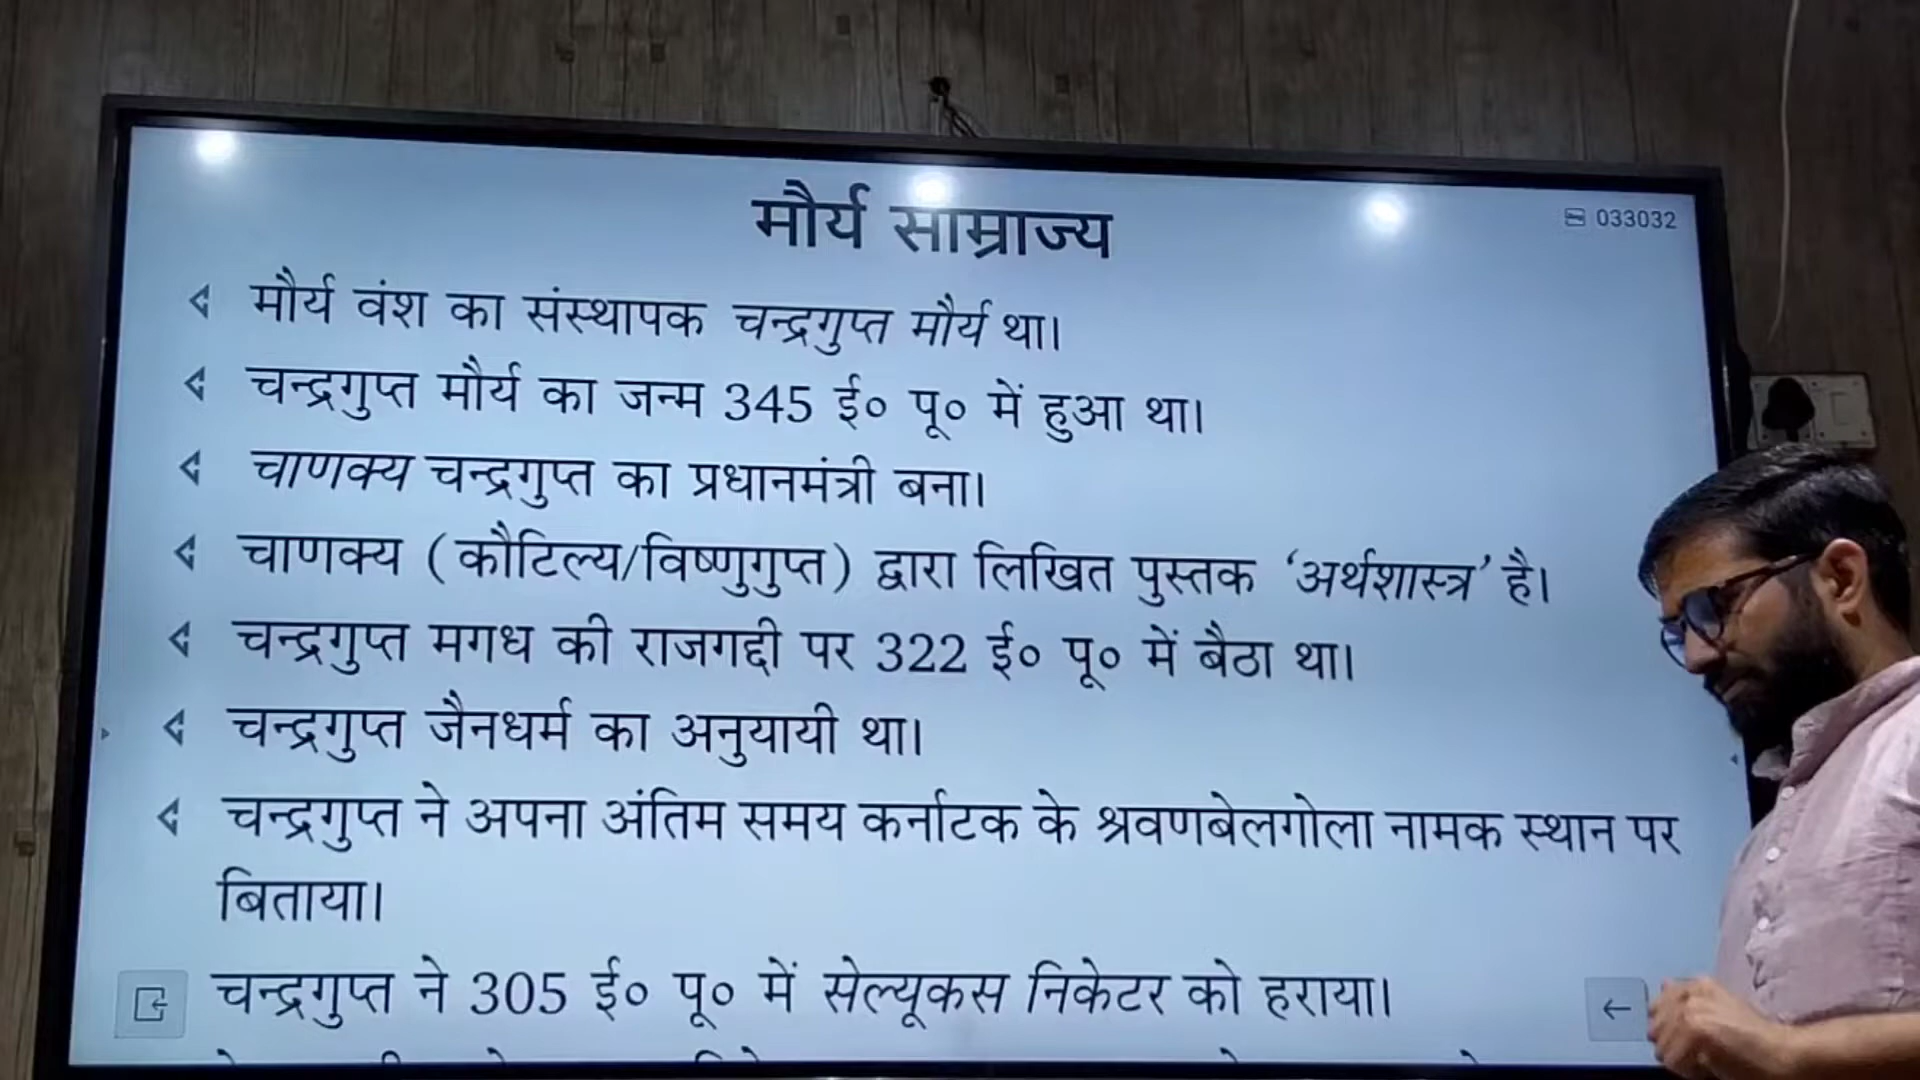 मौर्य साम्राज्य
033032
मौर्य वंश का संस्थापक चन्द्रगुप्त मौर्य था।
चन्द्रगुप्त मौर्य का जन्म 345 ई० पू० में हुआ था।
चाणक्य चन्द्रगुप्त का प्रधानमंत्री बना।
चाणक्य (कौटिल्य/विष्णुगुप्त) द्वारा लिखित पुस्तक ‘अर्थशास्त्र’ है।
चन्द्रगुप्त मगध की राजगद्दी पर 322 ई० पू० में बैठा था।
चन्द्रगुप्त जैनधर्म का अनुयायी था।
चन्द्रगुप्त ने अपना अंतिम समय कर्नाटक के श्रवणबेलगोला नामक स्थान पर
बिताया।
चन्द्रगुप्त ने 305 ई० पू० में सेल्यूकस निकेटर को हराया।